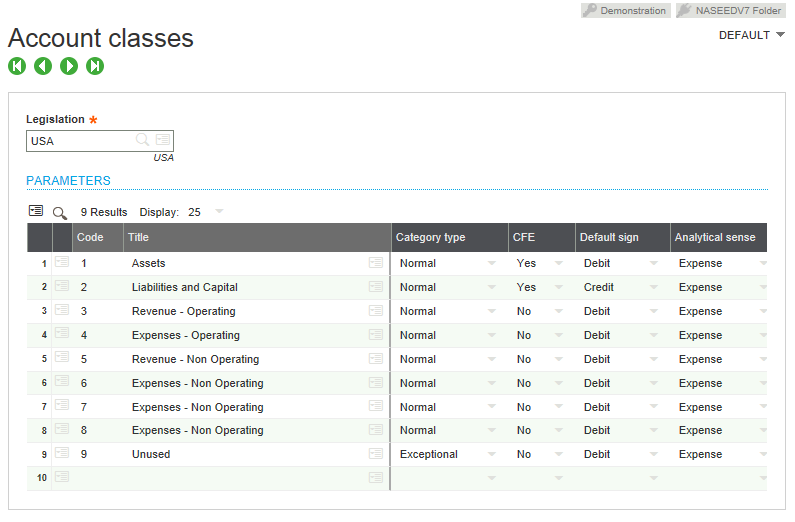 Demonstration NASEEDV7 Folder
Account classes
DEFAULT
Legislation *
USA
USA
PARAMETERS
9 Results Display: 25
Code Title Category type CFE Default sign Analytical sense
1 1 Assets Normal Yes Debit Expense
2 2 Liabilities and Capital Normal Yes Credit Expense
3 3 Revenue - Operating Normal No Debit Expense
4 4 Expenses - Operating Normal No Debit Expense
5 5 Revenue - Non Operating Normal No Debit Expense
6 6 Expenses - Non Operating Normal No Debit Expense
7 7 Expenses - Non Operating Normal No Debit Expense
8 8 Expenses - Non Operating Normal No Debit Expense
9 9 Unused Exceptional No Debit Expense
10